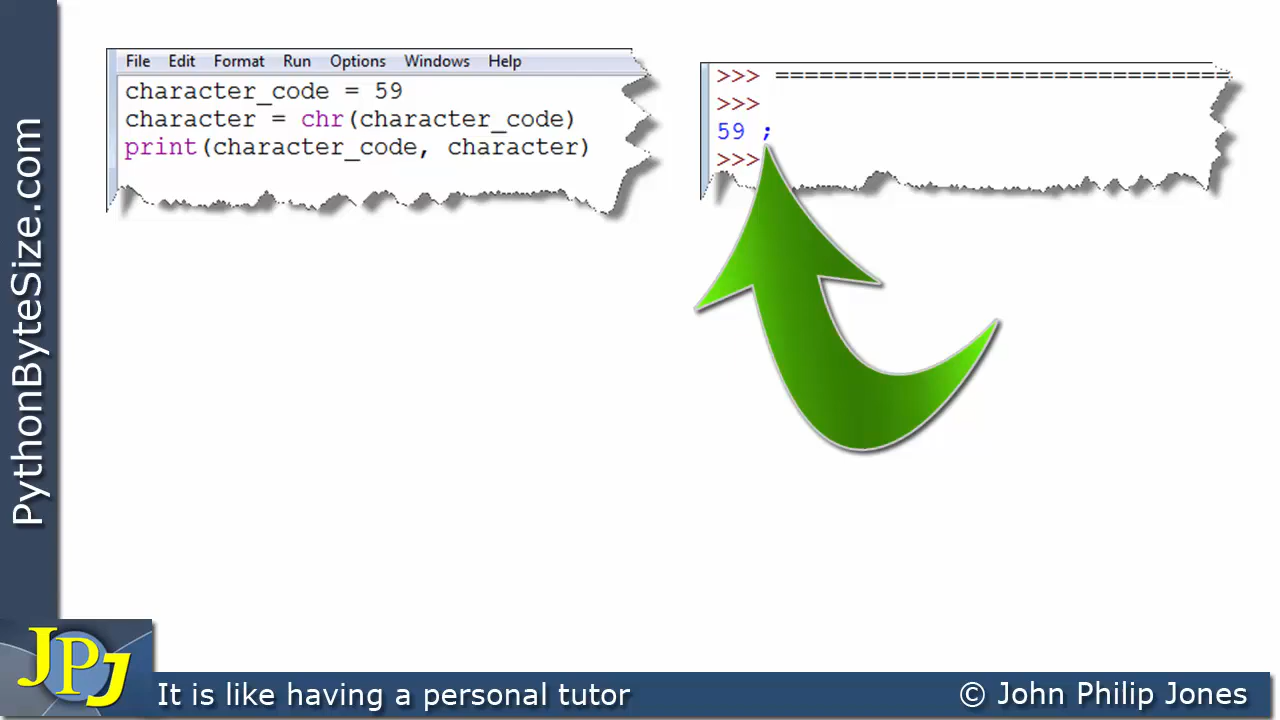 File Edit Format Run Options Windows Help
character_code = 59
character = chr(character_code)
print(character_code, character)
>>> ===============================
>>>
59 ;
>>>
PythonByteSize.com
JPJ
It is like having a personal tutor
© John Philip Jones